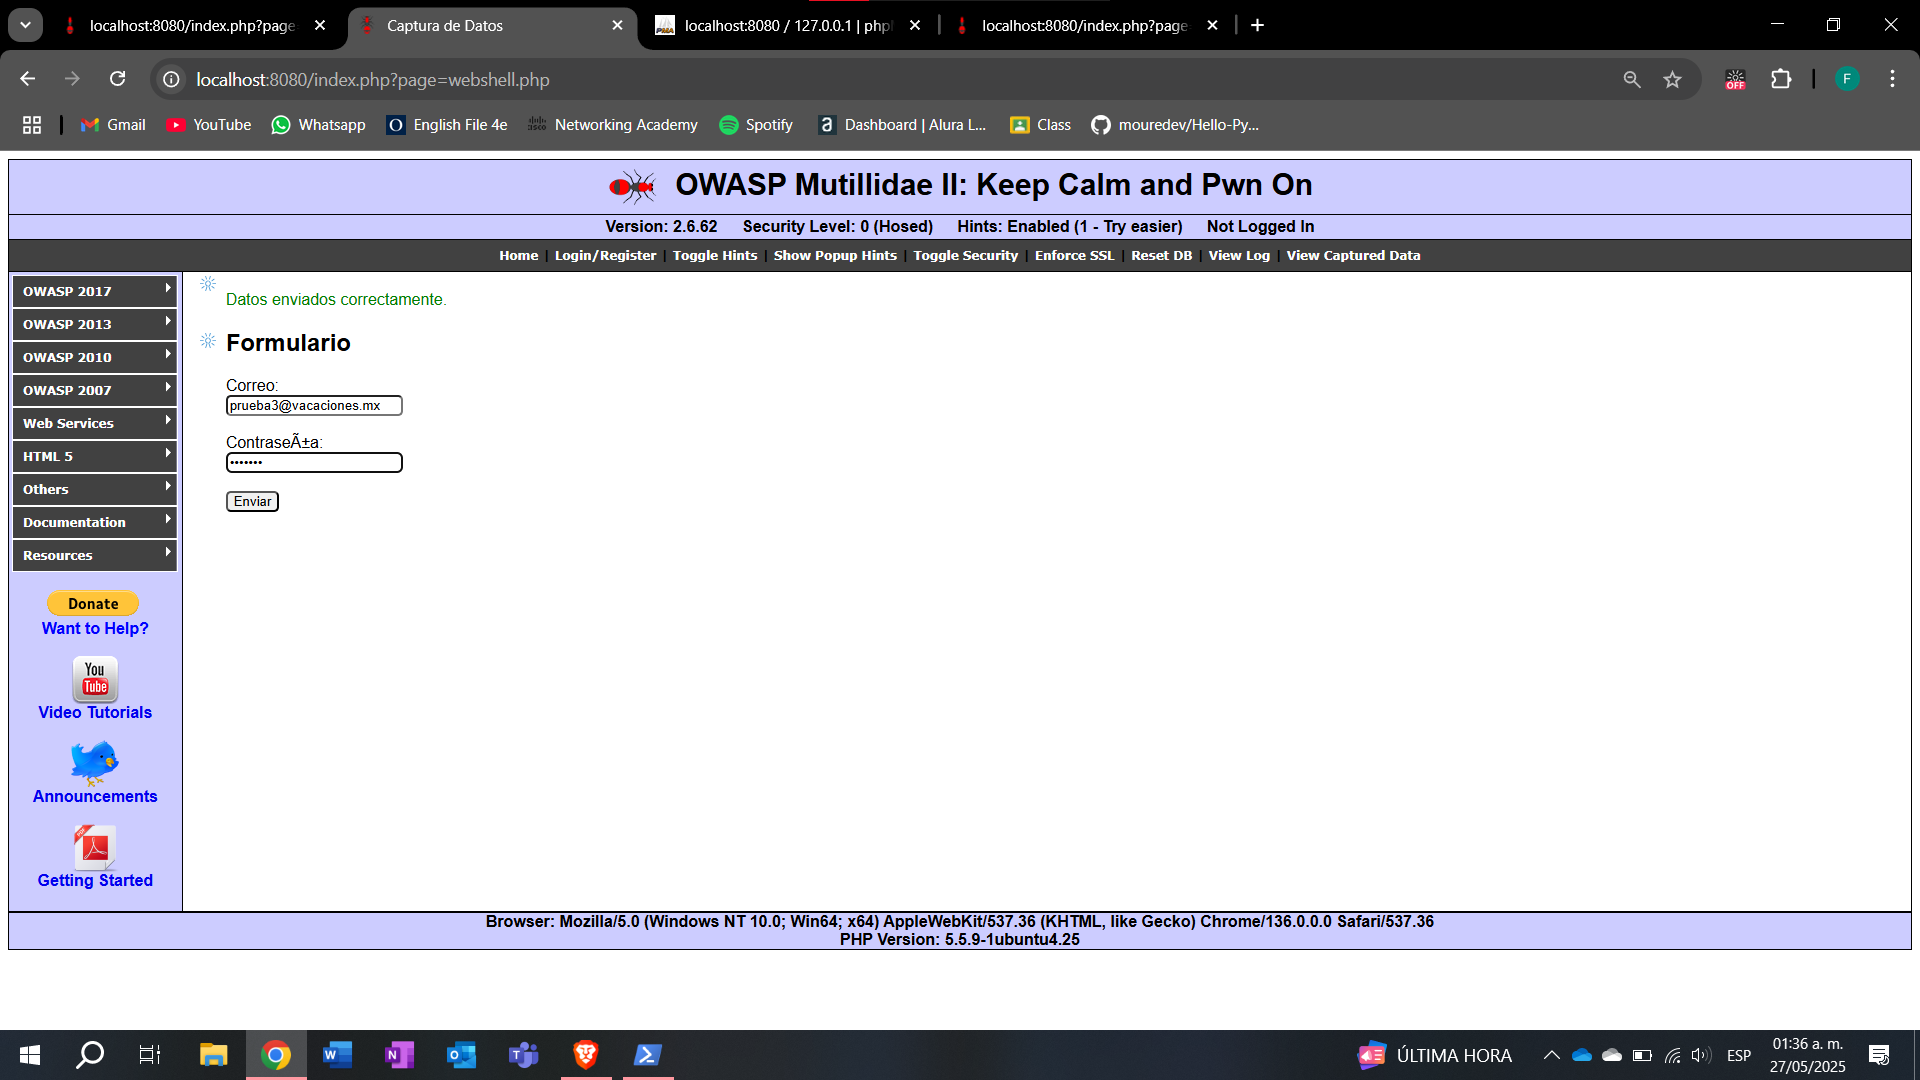 localhost:8080/index.php?page
Captura de Datos
localhost:8080 / 127.0.0.1 | php
localhost:8080/index.php?page
localhost:8080/index.php?page=webshell.php
OFF
F
Gmail
YouTube
Whatsapp
English File 4e
Networking Academy
Spotify
Dashboard | Alura L...
Class
mouredev/Hello-Py...
OWASP Mutillidae II: Keep Calm and Pwn On
Version: 2.6.62 Security Level: 0 (Hosed) Hints: Enabled (1 - Try easier) Not Logged In
Home | Login/Register | Toggle Hints | Show Popup Hints | Toggle Security | Enforce SSL | Reset DB | View Log | View Captured Data
OWASP 2017
OWASP 2013
OWASP 2010
OWASP 2007
Web Services
HTML 5
Others
Documentation
Resources
Donate
Want to Help?
You
Tube
Video Tutorials
Announcements
Getting Started
Datos enviados correctamente.
Formulario
Correo:
prueba3@vacaciones.mx
ContraseÃ±a:
•••••••
Enviar
Browser: Mozilla/5.0 (Windows NT 10.0; Win64; x64) AppleWebKit/537.36 (KHTML, like Gecko) Chrome/136.0.0.0 Safari/537.36
PHP Version: 5.5.9-1ubuntu4.25
ÚLTIMA HORA
ESP
01:36 a. m.
27/05/2025